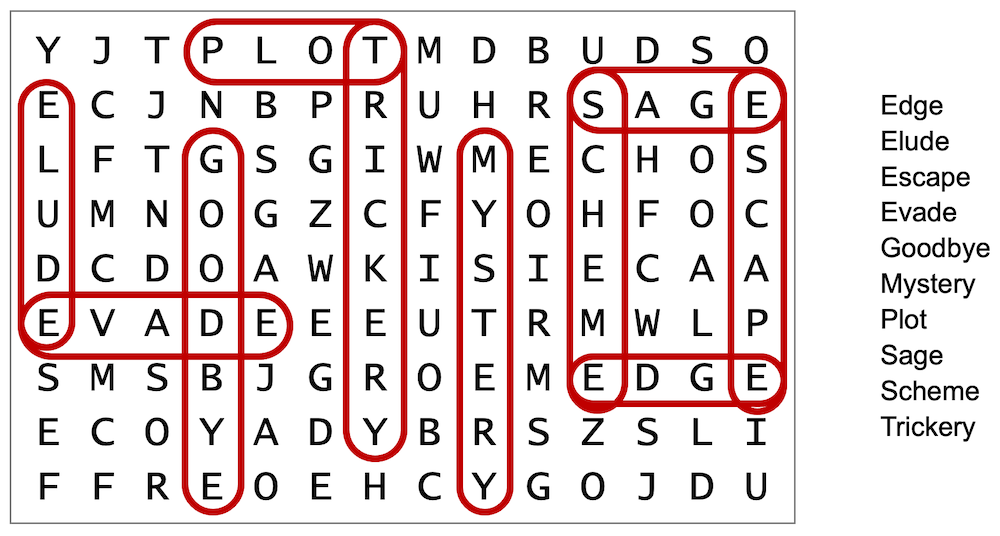 Y J T P L O T M D B U D S O
E C J N B P R U H R S A G E
L F T G S G I W M E C H O S
U M N O G Z C F Y O H F O C
D C D O A W K I S I E C A A
E V A D E E E U T R M W L P
S M S B J G R O E M E D G E
E C O Y A D Y B R S Z S L I
F F R E O E H C Y G O J D U
Edge
Elude
Escape
Evade
Goodbye
Mystery
Plot
Sage
Scheme
Trickery